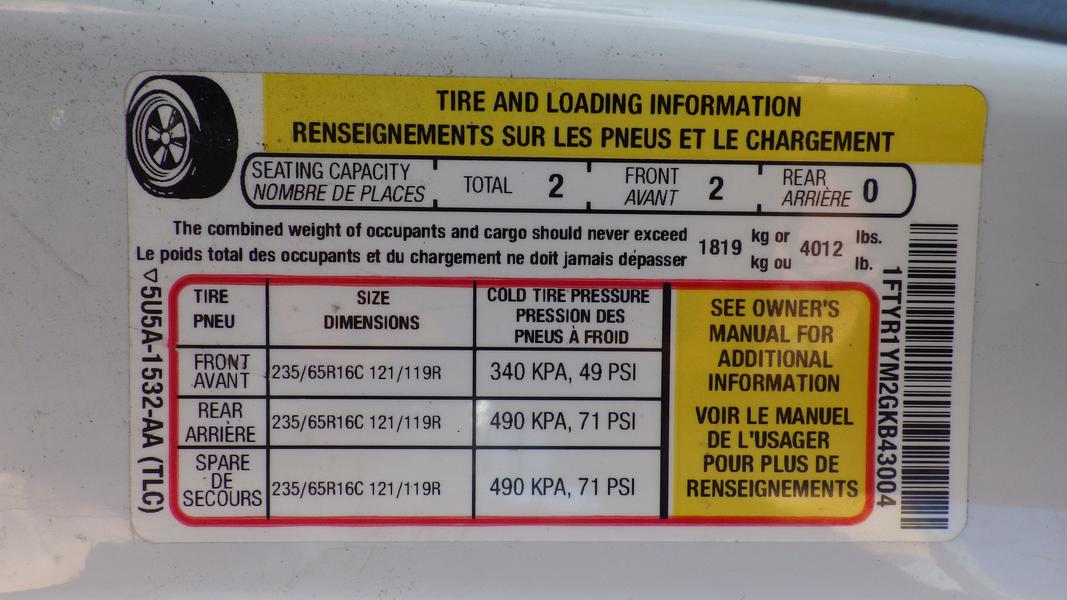 TIRE AND LOADING INFORMATION
RENSEIGNEMENTS SUR LES PNEUS ET LE CHARGEMENT
SEATING CAPACITY
NOMBRE DE PLACES
TOTAL 2
FRONT
AVANT
2
REAR
ARRIÈRE
0
The combined weight of occupants and cargo should never exceed
Le poids total des occupants et du chargement ne doit jamais dépasser
1819
kg or
kg ou
4012
lbs.
lb.
TIRE
PNEU
SIZE
DIMENSIONS
COLD TIRE PRESSURE
PRESSION DES
PNEUS À FROID
FRONT
AVANT
235/65R16C 121/119R
340 KPA, 49 PSI
REAR
ARRIÈRE
235/65R16C 121/119R
490 KPA, 71 PSI
SPARE
DE
SECOURS
235/65R16C 121/119R
490 KPA, 71 PSI
SEE OWNER'S
MANUAL FOR
ADDITIONAL
INFORMATION
VOIR LE MANUEL
DE L'USAGER
POUR PLUS DE
RENSEIGNEMENTS
5U5A-1532-AA (TLC)
1FTYR1YM2GKB43004